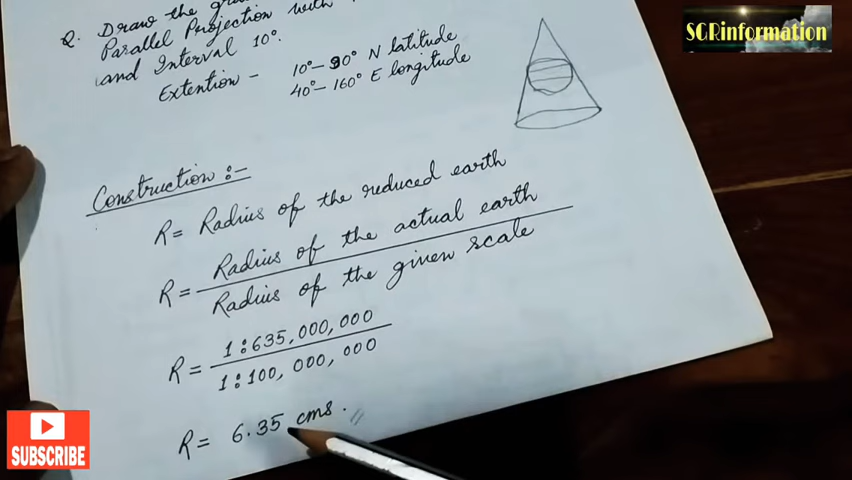 Q. Draw the
Parallel Projection with
and Interval 10°.
Extention - 10°- 90° N latitude
40°- 160° E longitude
Construction :-
R= Radius of the reduced earth
R= Radius of the actual earth
Radius of the given scale
R= 1:635,000,000
1:100,000,000
R= 6.35 cms.
SCRinformation
SUBSCRIBE